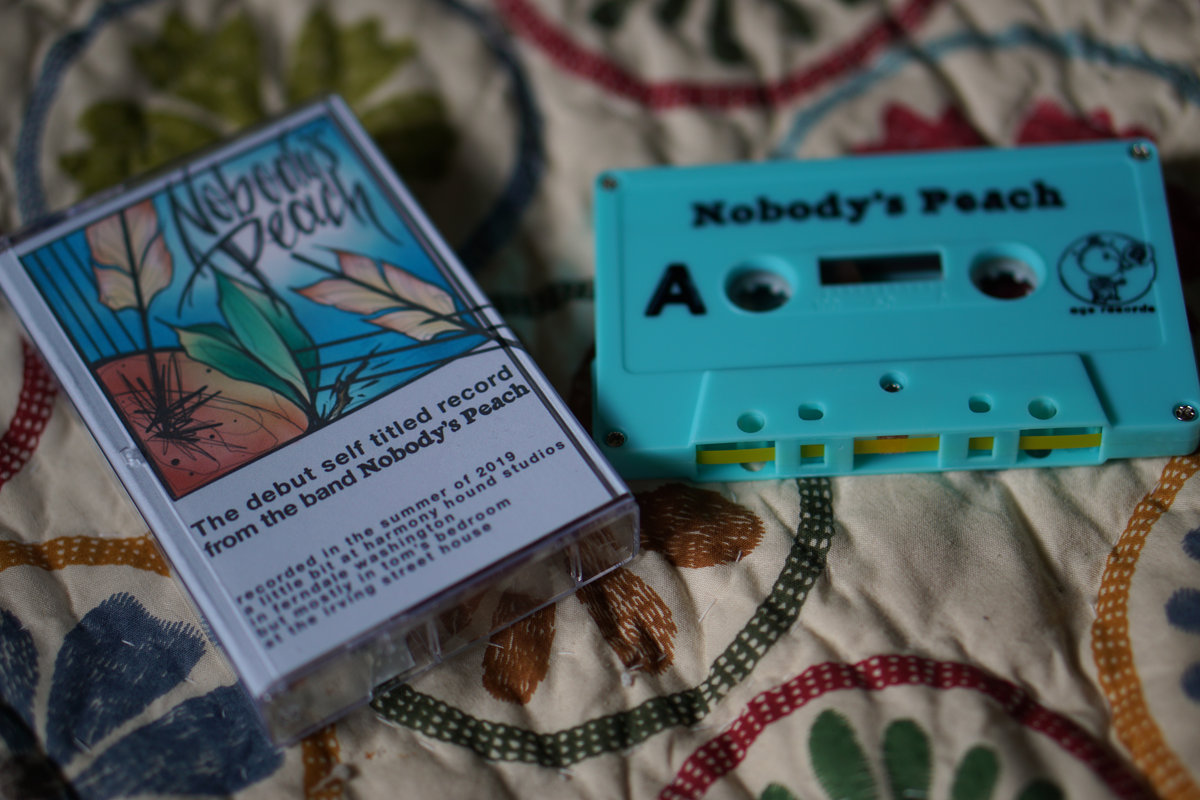 Nobody's
Peach
The debut self titled record
from the band Nobody's Peach
recorded in the summer of 2019
a little bit at harmony hound studios
in ferndale washington
but mostly in tom's bedroom
at the irving street house
Nobody's Peach
A
records